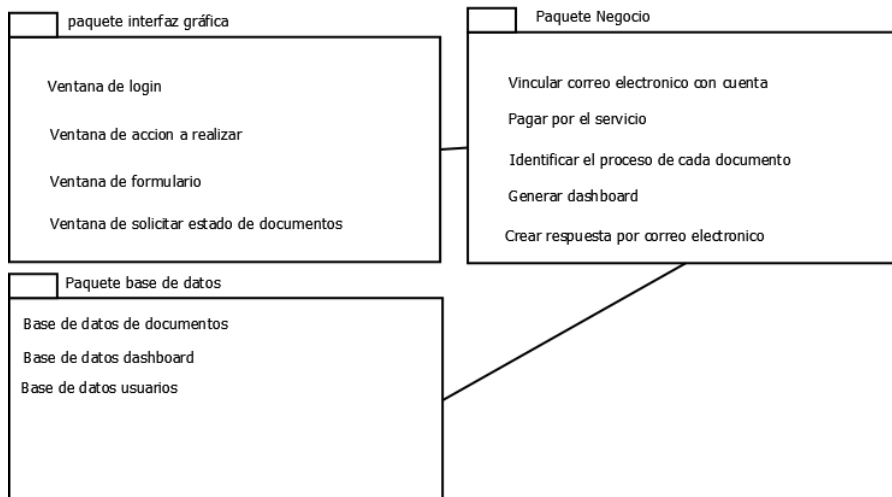 paquete interfaz gráfica
Ventana de login
Ventana de accion a realizar
Ventana de formulario
Ventana de solicitar estado de documentos
Paquete Negocio
Vincular correo electronico con cuenta
Pagar por el servicio
Identificar el proceso de cada documento
Generar dashboard
Crear respuesta por correo electronico
Paquete base de datos
Base de datos de documentos
Base de datos dashboard
Base de datos usuarios